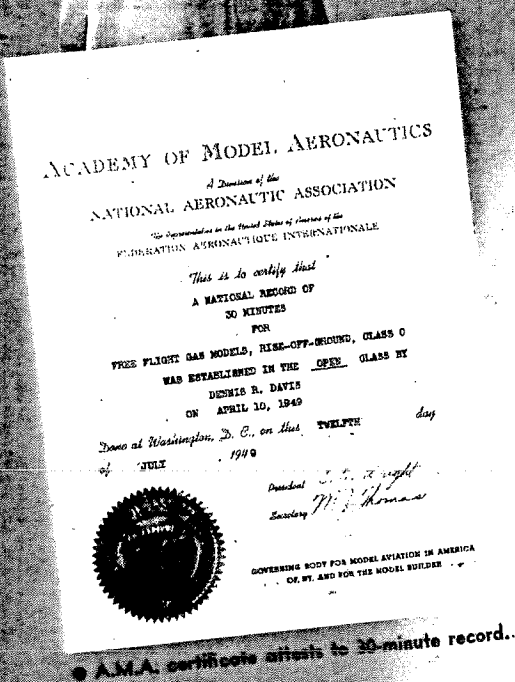 ACADEMY OF MODEL AERONAUTICS
A Division of the
NATIONAL AERONAUTIC ASSOCIATION
The Representative in the United States of America of the
FEDERATION AERONAUTIQUE INTERNATIONALE
This is to certify that
A NATIONAL RECORD OF
30 MINUTES
FOR
FREE FLIGHT GAS MODELS, RISE-OFF-GROUND, CLASS C
WAS ESTABLISHED IN THE OPEN CLASS BY
DENNIS R. DAVIS
ON APRIL 10, 1949
Done at Washington, D. C., on this TWELFTH day
of JULY 1949
President Wright
Secretary Thomas
GOVERNING BODY FOR MODEL AVIATION IN AMERICA
OF, BY, AND FOR THE MODEL BUILDER
● A.M.A. certificate attests to 30-minute record.